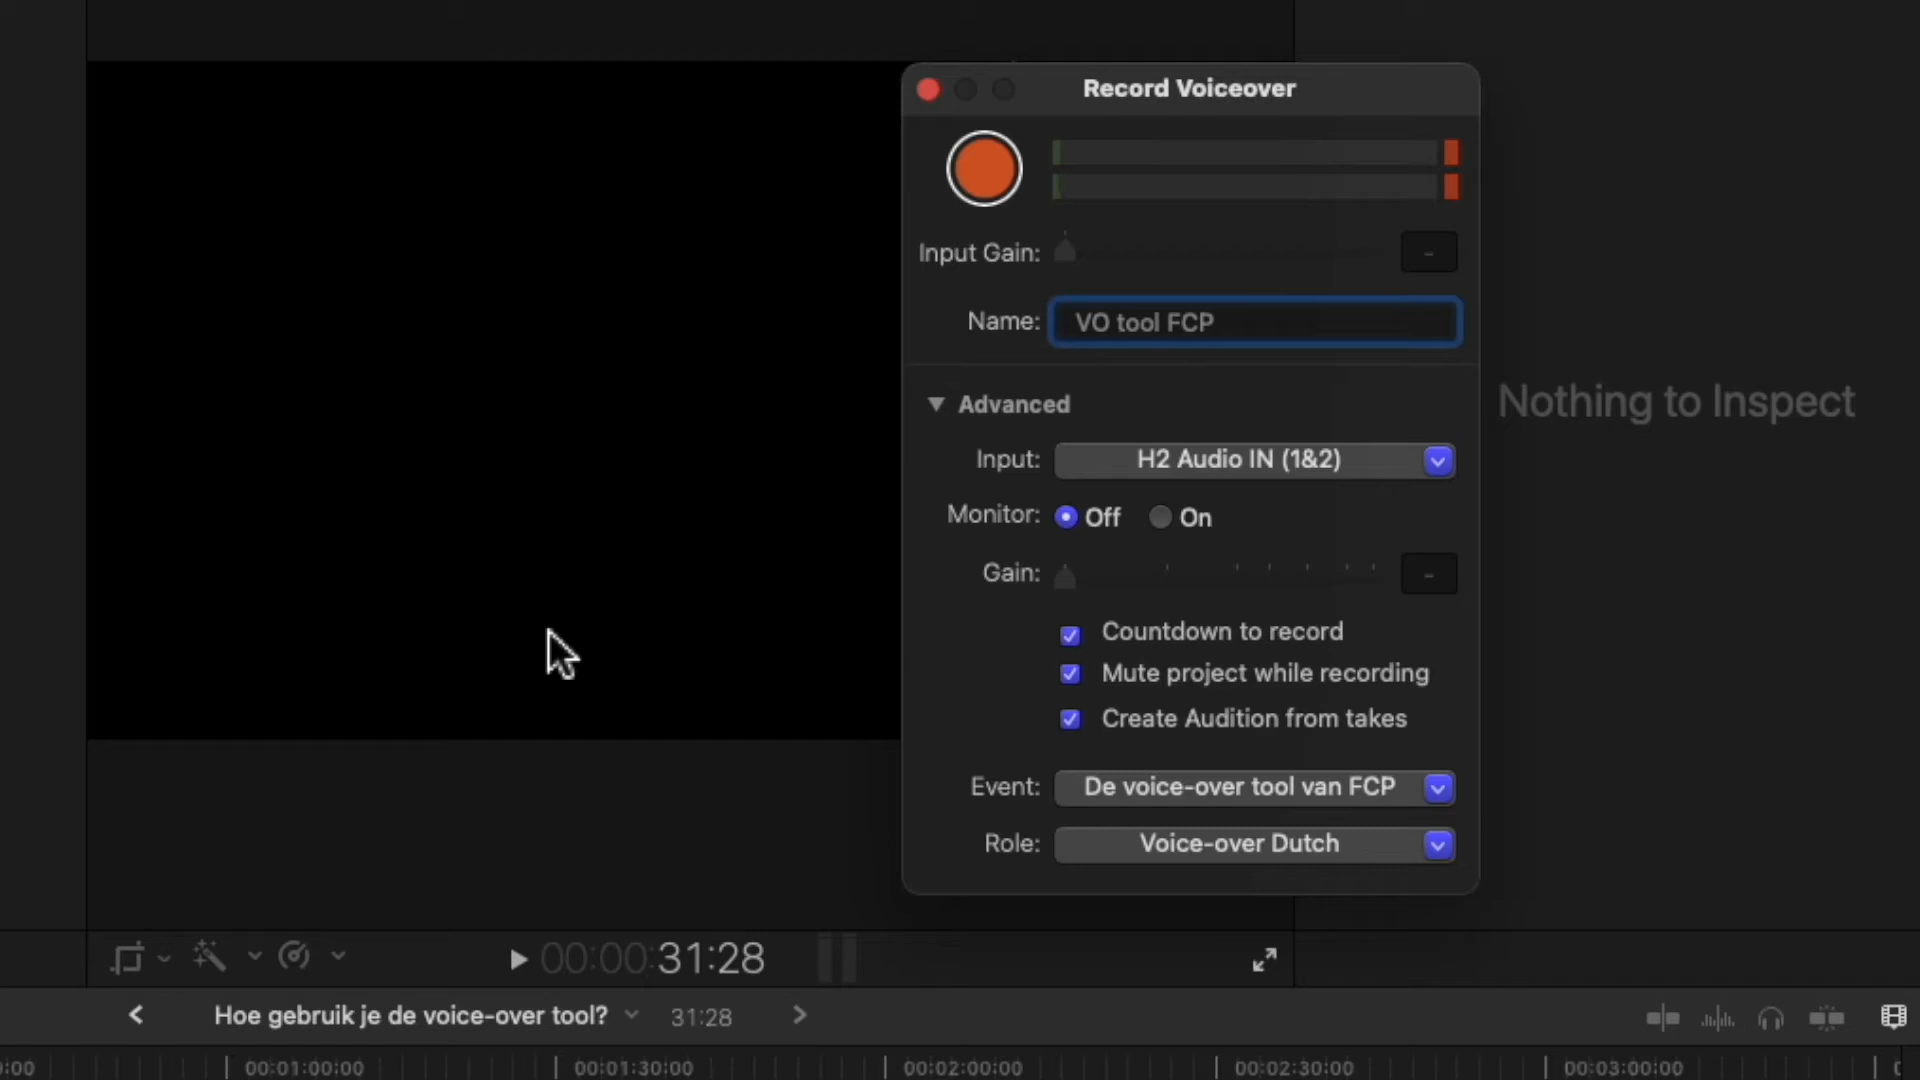 Record Voiceover
Input Gain: -
Name: VO tool FCP
Advanced
Nothing to Inspect
Input: H2 Audio IN (1&2)
Monitor: Off On
Gain: -
Countdown to record
Mute project while recording
Create Audition from takes
Event: De voice-over tool van FCP
Role: Voice-over Dutch
00:00:31:28
Hoe gebruik je de voice-over tool? 31:28
:00 00:01:00:00 00:01:30:00 00:02:00:00 00:02:30:00 00:03:00:00